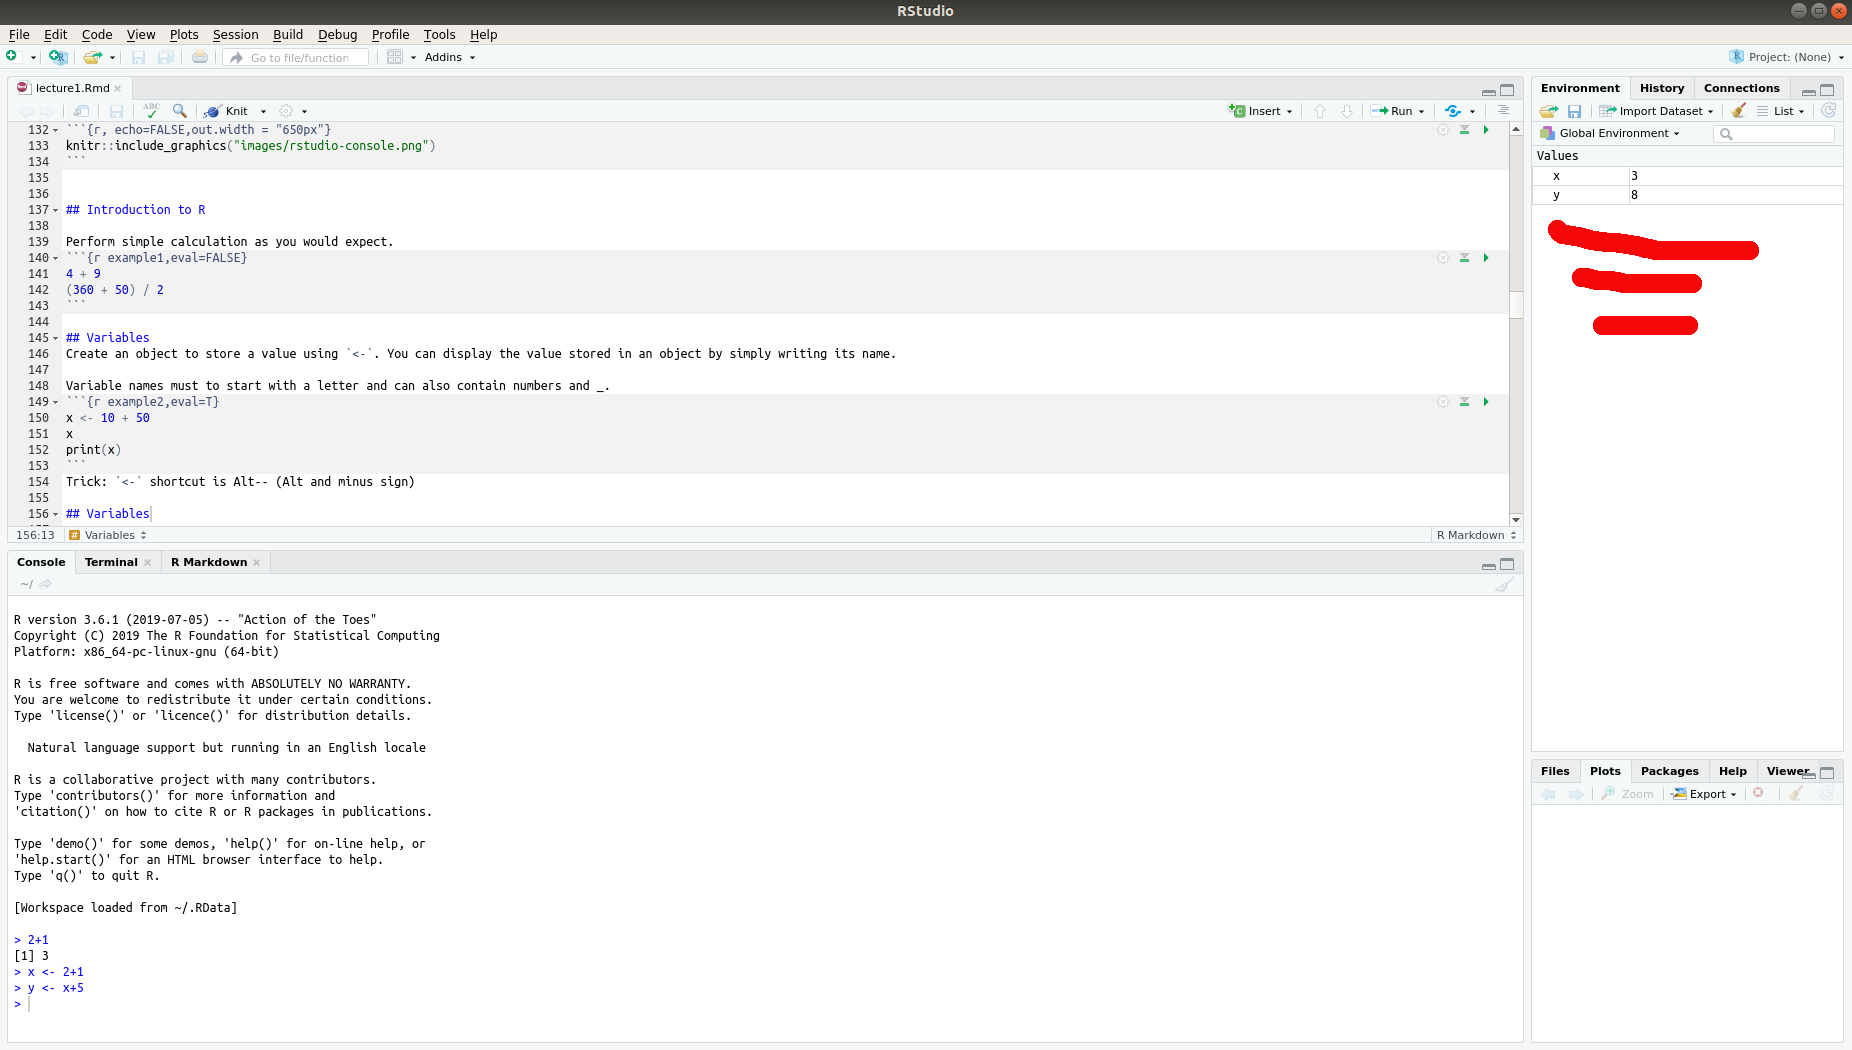 RStudio
File Edit Code View Plots Session Build Debug Profile Tools Help
Go to file/function Addins Project: (None)
lecture1.Rmd
ABC Knit Insert Run
132 ```{r, echo=FALSE,out.width = "650px"}
133 knitr::include_graphics("images/rstudio-console.png")
134 ```
135
136
137 ## Introduction to R
138
139 Perform simple calculation as you would expect.
140 ```{r example1,eval=FALSE}
141 4 + 9
142 (360 + 50) / 2
143 ```
144
145 ## Variables
146 Create an object to store a value using `<-`. You can display the value stored in an object by simply writing its name.
147
148 Variable names must to start with a letter and can also contain numbers and _.
149 ```{r example2,eval=T}
150 x <- 10 + 50
151 x
152 print(x)
153 ```
154 Trick: `<-` shortcut is Alt-- (Alt and minus sign)
155
156 ## Variables
156:13 Variables R Markdown
Console Terminal R Markdown
~/
R version 3.6.1 (2019-07-05) -- "Action of the Toes"
Copyright (C) 2019 The R Foundation for Statistical Computing
Platform: x86_64-pc-linux-gnu (64-bit)
R is free software and comes with ABSOLUTELY NO WARRANTY.
You are welcome to redistribute it under certain conditions.
Type 'license()' or 'licence()' for distribution details.
Natural language support but running in an English locale
R is a collaborative project with many contributors.
Type 'contributors()' for more information and
'citation()' on how to cite R or R packages in publications.
Type 'demo()' for some demos, 'help()' for on-line help, or
'help.start()' for an HTML browser interface to help.
Type 'q()' to quit R.
[Workspace loaded from ~/.RData]
> 2+1
[1] 3
> x <- 2+1
> y <- x+5
>
Environment History Connections
Import Dataset List
Global Environment
Values
x 3
y 8
Files Plots Packages Help Viewer
Zoom Export